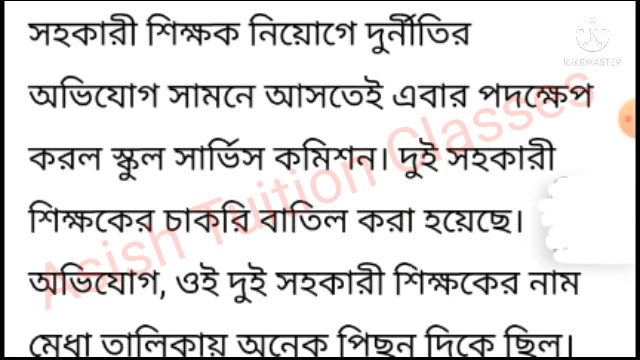 সহকারী শিক্ষক নিয়োগে দুর্নীতির
অভিযোগ সামনে আসতেই এবার পদক্ষেপ
করল স্কুল সার্ভিস কমিশন। দুই সহকারী
শিক্ষকের চাকরি বাতিল করা হয়েছে।
অভিযোগ, ওই দুই সহকারী শিক্ষকের নাম
মেধা তালিকায় অনেক পিছন দিকে ছিল।
Asish Tuition Classes
KINEMASTER